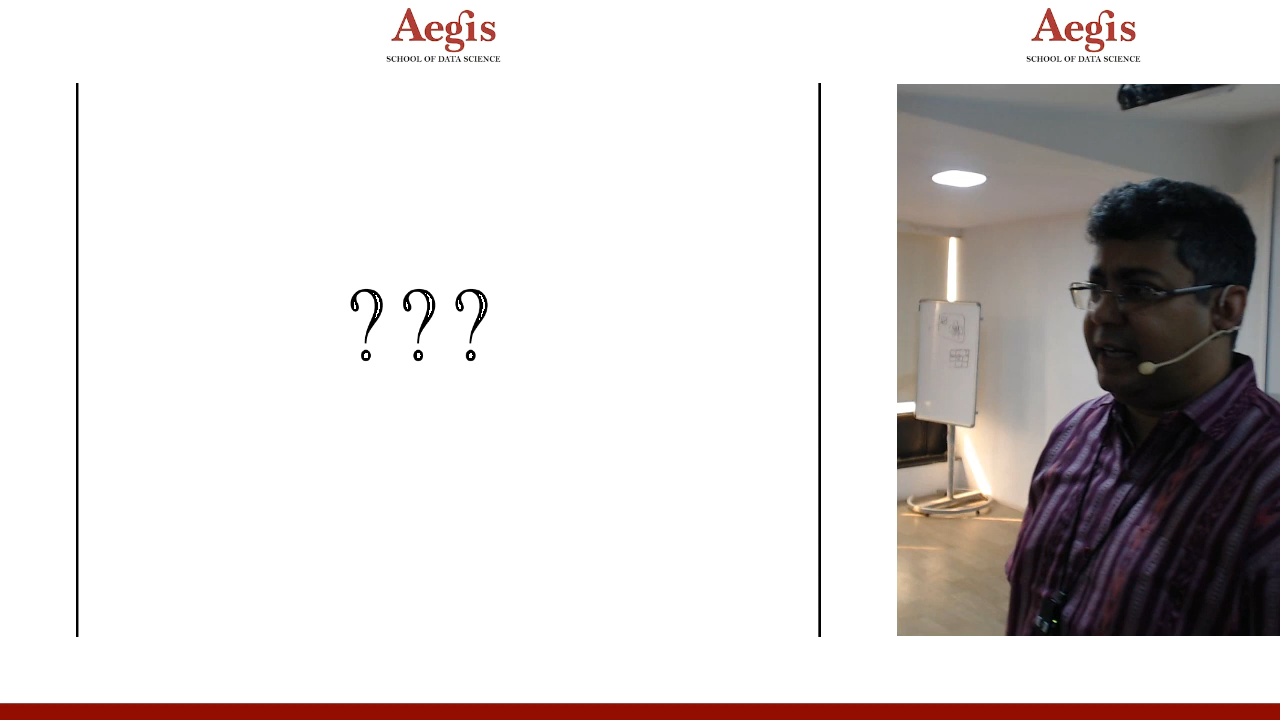 Aegis
SCHOOL OF DATA SCIENCE
Aegis
SCHOOL OF DATA SCIENCE
? ? ?